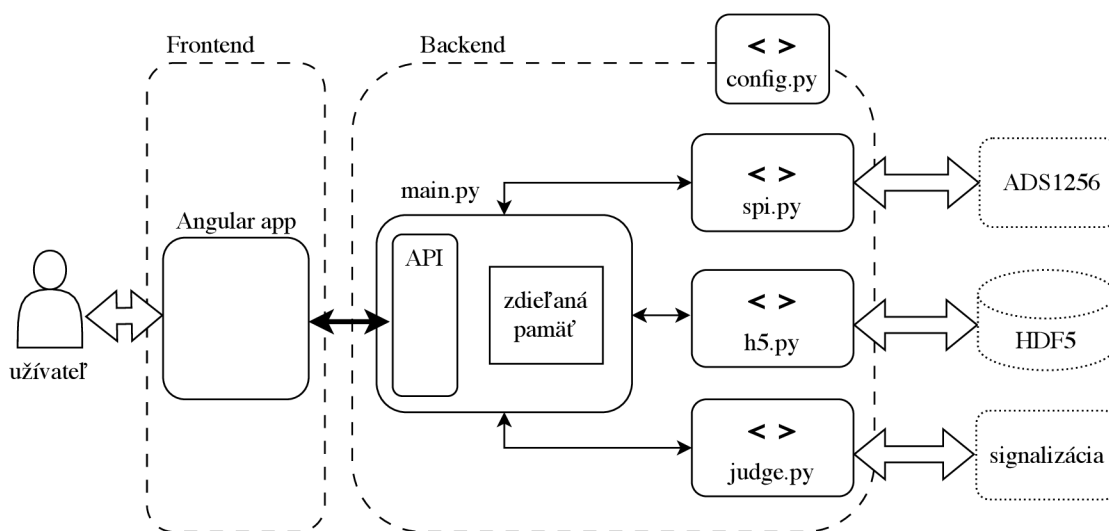 Frontend
Backend
< >
config.py
main.py
< >
spi.py
ADS1256
Angular app
API
zdieľaná
pamäť
< >
h5.py
HDF5
užívateľ
< >
judge.py
signalizácia